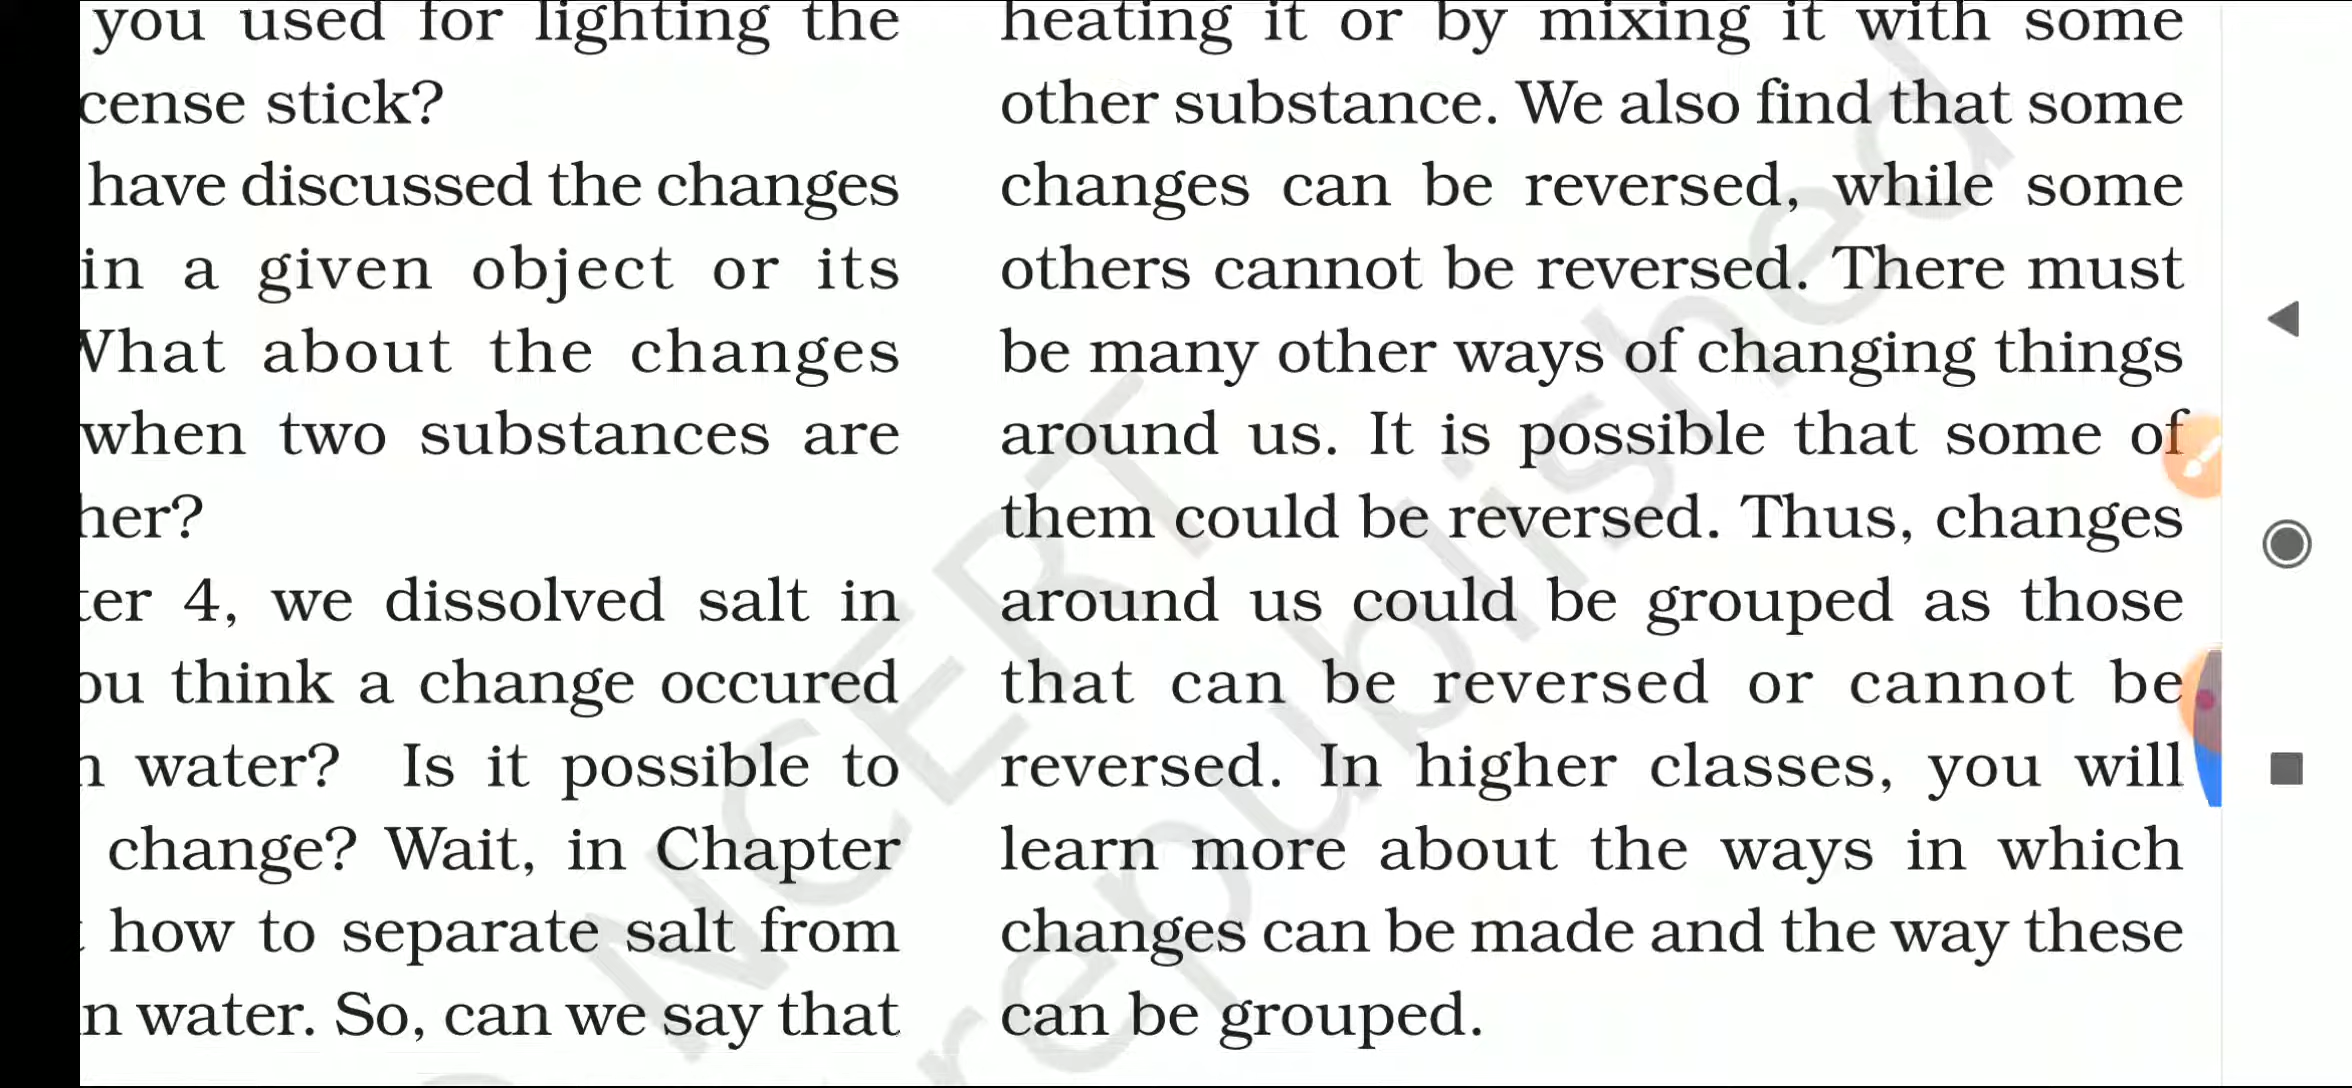 you used for lighting the
cense stick?
have discussed the changes
in a given object or its
What about the changes
when two substances are
her?
ter 4, we dissolved salt in
ou think a change occured
n water? Is it possible to
change? Wait, in Chapter
how to separate salt from
n water. So, can we say that
heating it or by mixing it with some
other substance. We also find that some
changes can be reversed, while some
others cannot be reversed. There must
be many other ways of changing things
around us. It is possible that some of
them could be reversed. Thus, changes
around us could be grouped as those
that can be reversed or cannot be
reversed. In higher classes, you will
learn more about the ways in which
changes can be made and the way these
can be grouped.
NCERT
republished